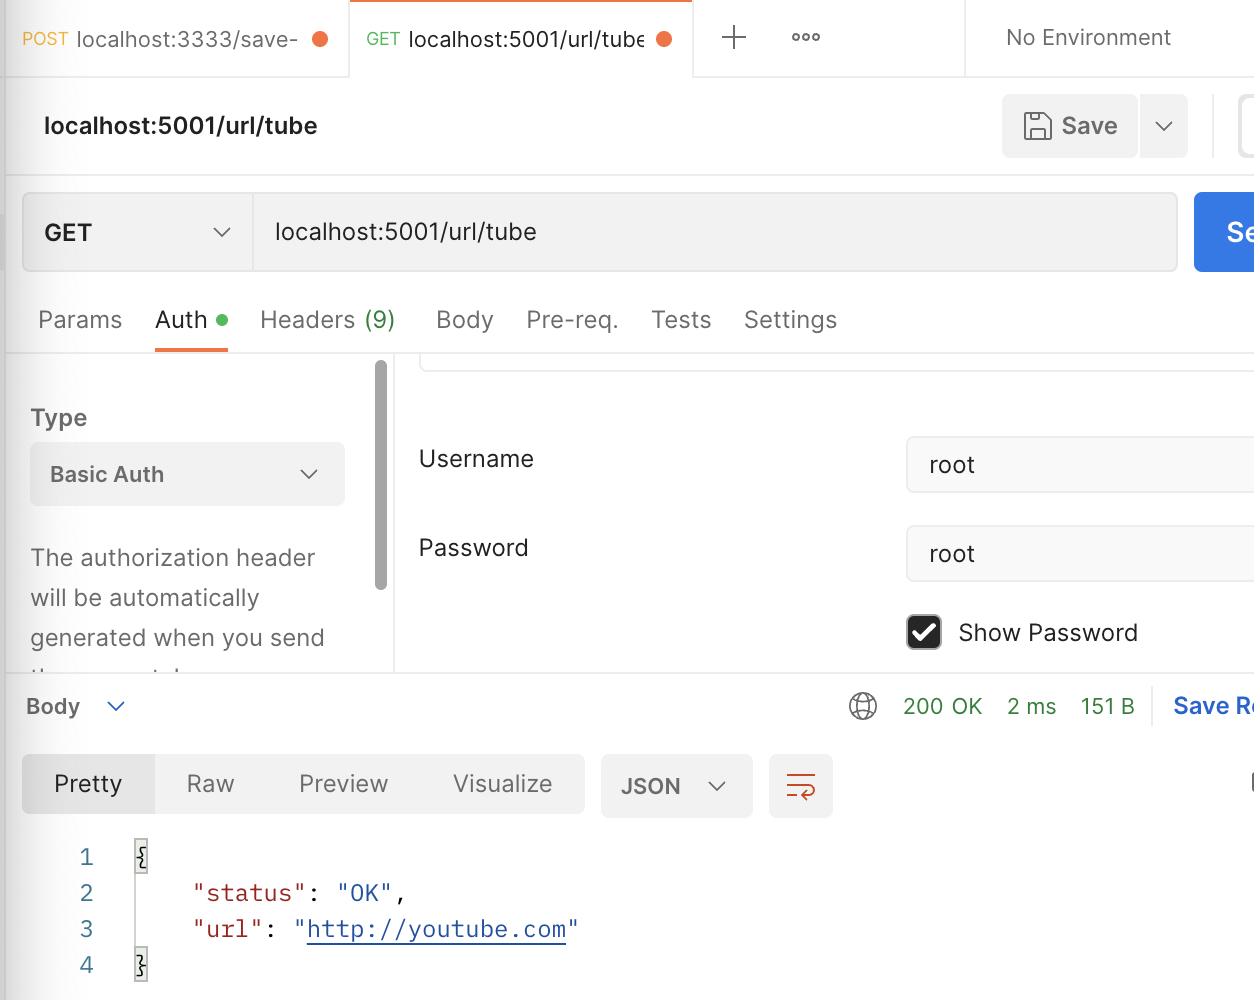 POST localhost:3333/save-
GET localhost:5001/url/tube
No Environment
localhost:5001/url/tube
Save
GET
localhost:5001/url/tube
Se
Params
Auth
Headers (9)
Body
Pre-req.
Tests
Settings
Type
Basic Auth
The authorization header
will be automatically
generated when you send
Username
root
Password
root
Show Password
Body
200 OK 2 ms 151 B
Save Re
Pretty
Raw
Preview
Visualize
JSON
1 {
2 "status": "OK",
3 "url": "http://youtube.com"
4 }